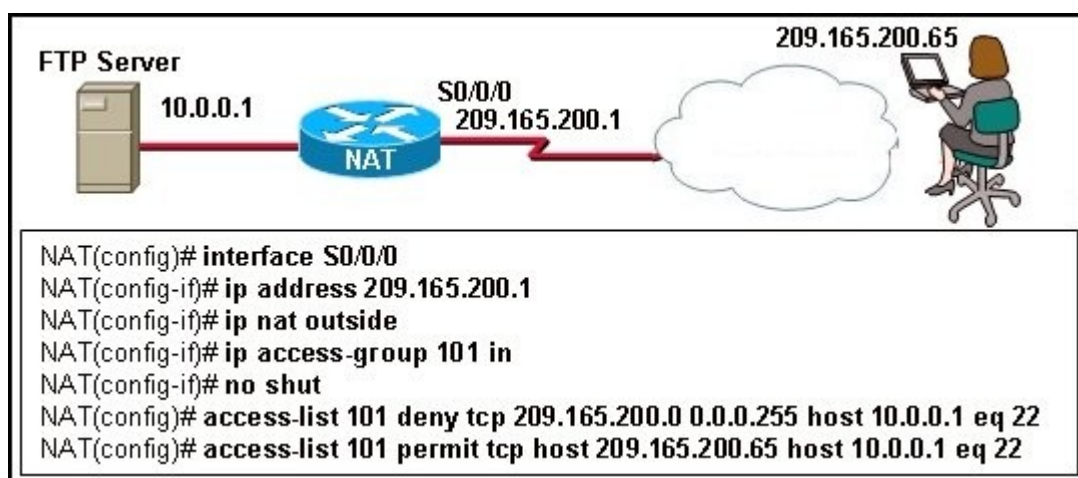 209.165.200.65
FTP Server
10.0.0.1
S0/0/0
209.165.200.1
NAT
NAT(config)# interface S0/0/0
NAT(config-if)# ip address 209.165.200.1
NAT(config-if)# ip nat outside
NAT(config-if)# ip access-group 101 in
NAT(config-if)# no shut
NAT(config)# access-list 101 deny tcp 209.165.200.0 0.0.0.255 host 10.0.0.1 eq 22
NAT(config)# access-list 101 permit tcp host 209.165.200.65 host 10.0.0.1 eq 22